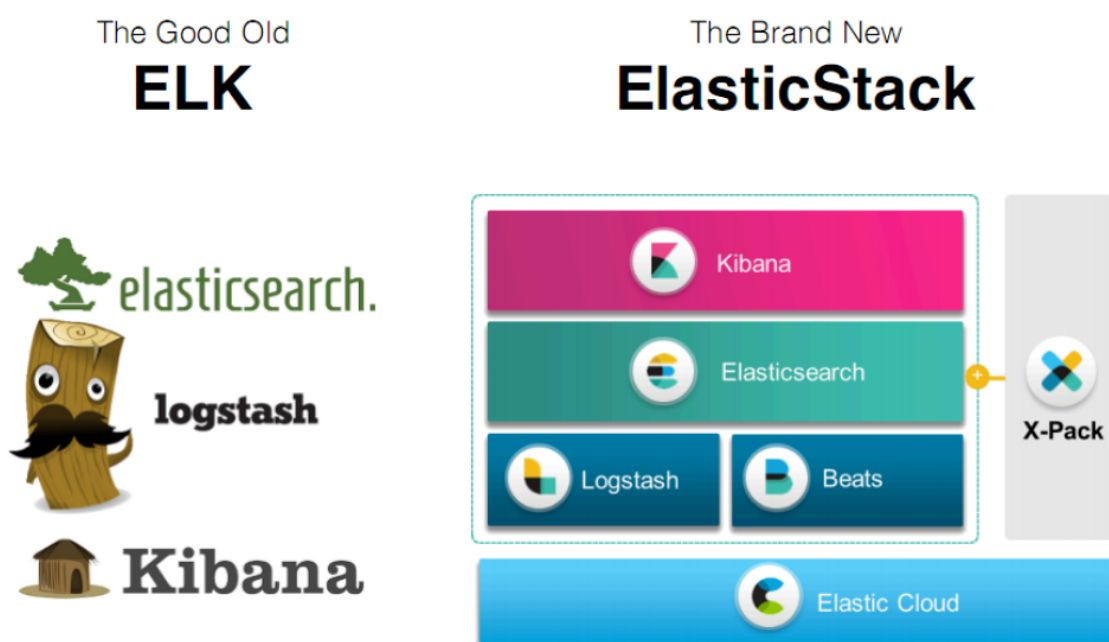 The Good Old
ELK
elasticsearch.
logstash
Kibana
The Brand New
ElasticStack
Kibana
Elasticsearch
Logstash
Beats
+
X-Pack
Elastic Cloud